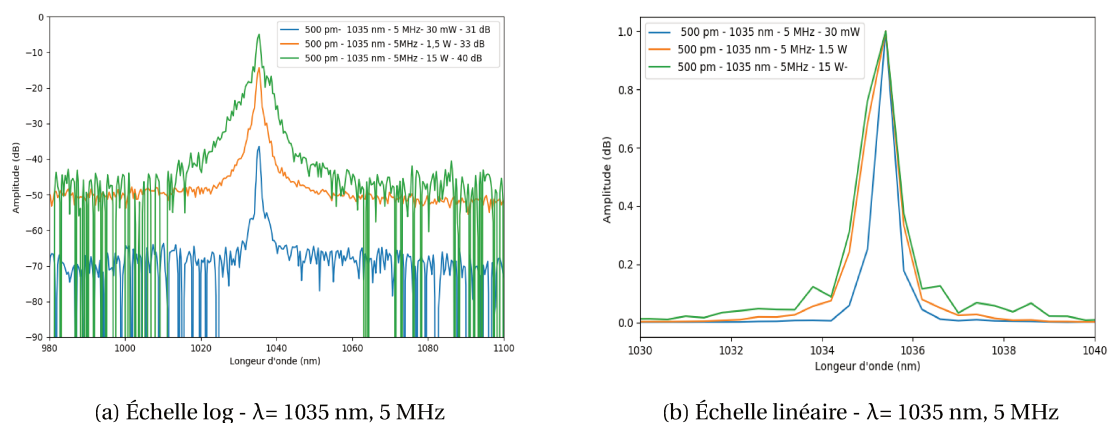 0
−10
−20
−30
−40
−50
−60
−70
−80
−90
Amplitude (dB)
500 pm- 1035 nm - 5 MHz- 30 mW - 31 dB
500 pm - 1035 nm - 5MHz - 1,5 W - 33 dB
500 pm - 1035 nm - 5MHz - 15 W - 40 dB
980 1000 1020 1040 1060 1080 1100
Longeur d'onde (nm)
(a) Échelle log - λ= 1035 nm, 5 MHz
1.0
0.8
0.6
0.4
0.2
0.0
Amplitude (dB)
500 pm - 1035 nm - 5 MHz - 30 mW
500 pm - 1035 nm - 5 MHz- 1.5 W
500 pm - 1035 nm - 5MHz - 15 W-
1030 1032 1034 1036 1038 1040
Longeur d'onde (nm)
(b) Échelle linéaire - λ= 1035 nm, 5 MHz